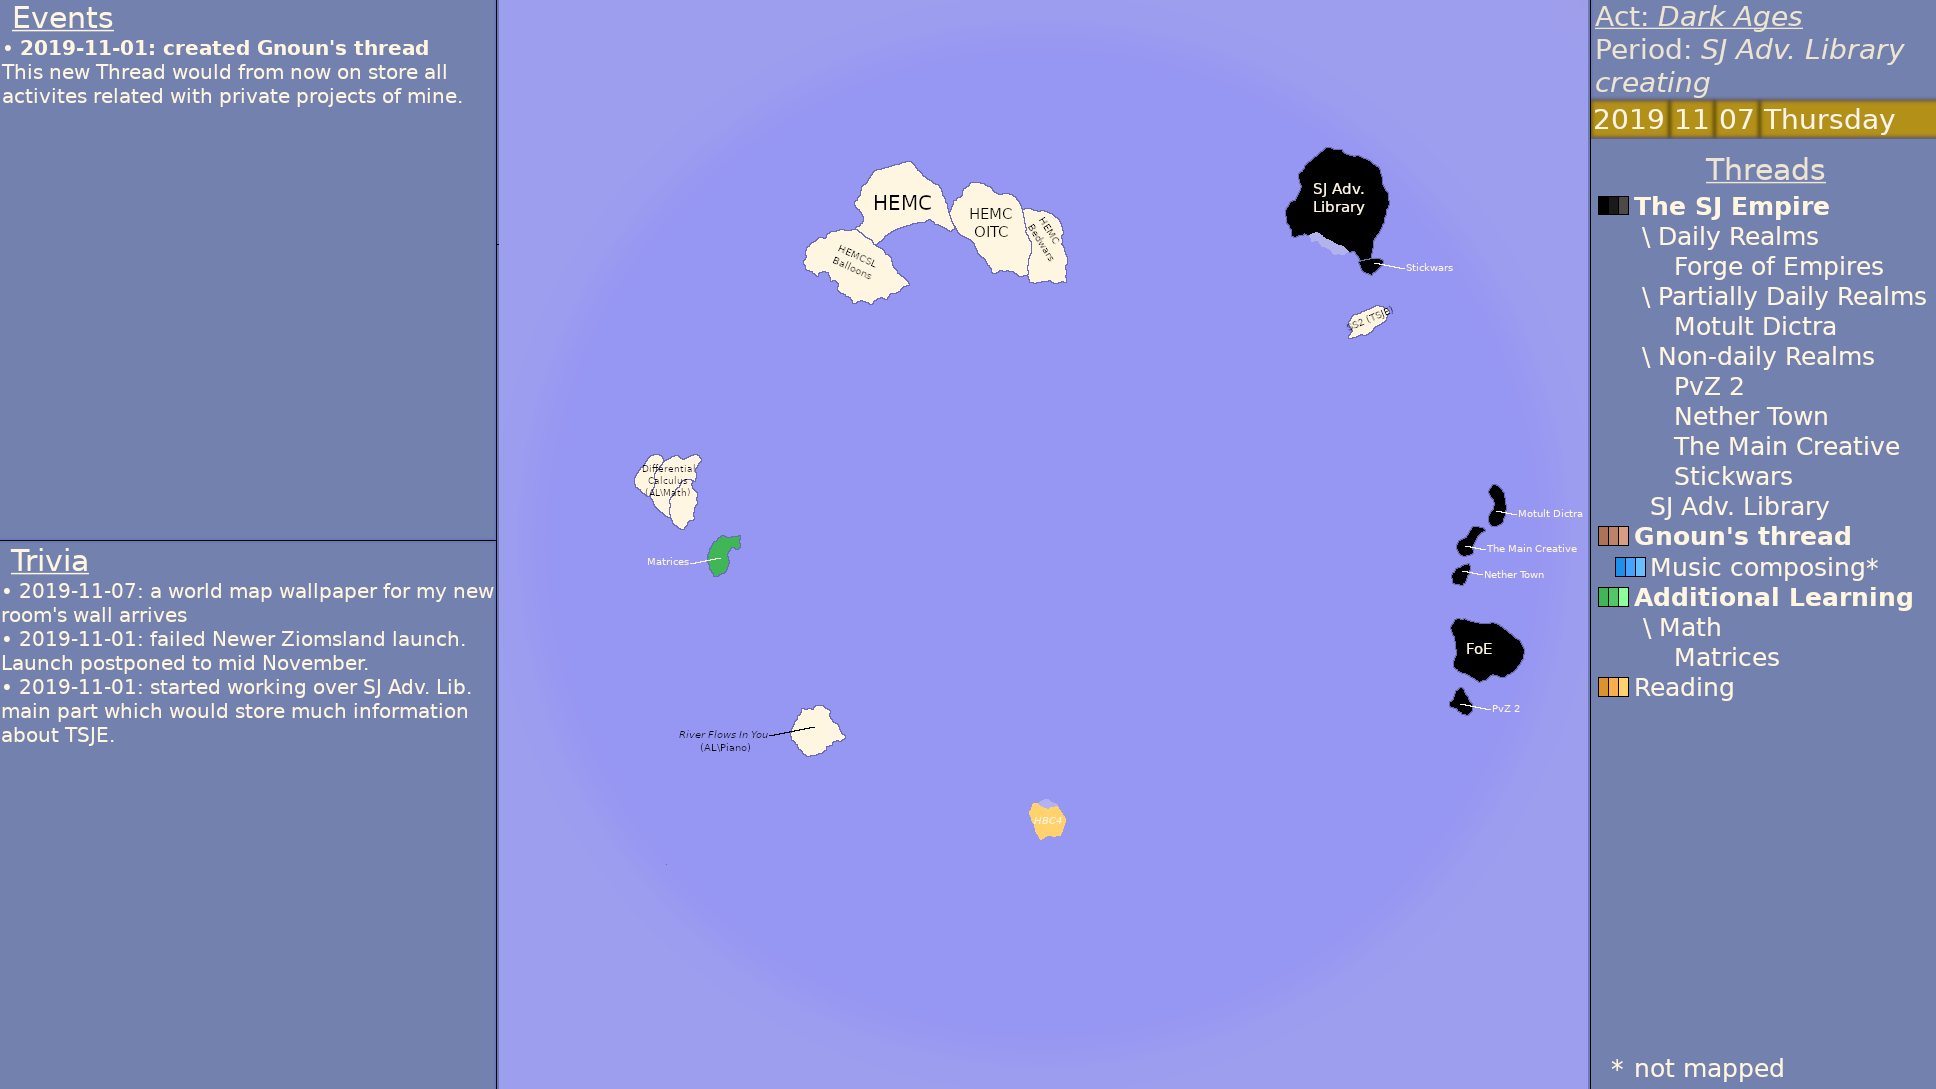 Events
• 2019-11-01: created Gnoun's thread
This new Thread would from now on store all
activites related with private projects of mine.
Trivia
• 2019-11-07: a world map wallpaper for my new
room's wall arrives
• 2019-11-01: failed Newer Ziomsland launch.
Launch postponed to mid November.
• 2019-11-01: started working over SJ Adv. Lib.
main part which would store much information
about TSJE.
HEMC
HEMC
OITC
HEMC
Bedwars
HEMCSL
Balloons
SJ Adv.
Library
Stickwars
S2 (TSJE)
Differential
Calculus
(AL\Math)
Matrices
Motult Dictra
The Main Creative
Nether Town
FoE
PvZ 2
River Flows In You
(AL\Piano)
HBC4
Act: Dark Ages
Period: SJ Adv. Library
creating
2019 11 07 Thursday
Threads
The SJ Empire
\ Daily Realms
Forge of Empires
\ Partially Daily Realms
Motult Dictra
\ Non-daily Realms
PvZ 2
Nether Town
The Main Creative
Stickwars
SJ Adv. Library
Gnoun's thread
Music composing*
Additional Learning
\ Math
Matrices
Reading
* not mapped